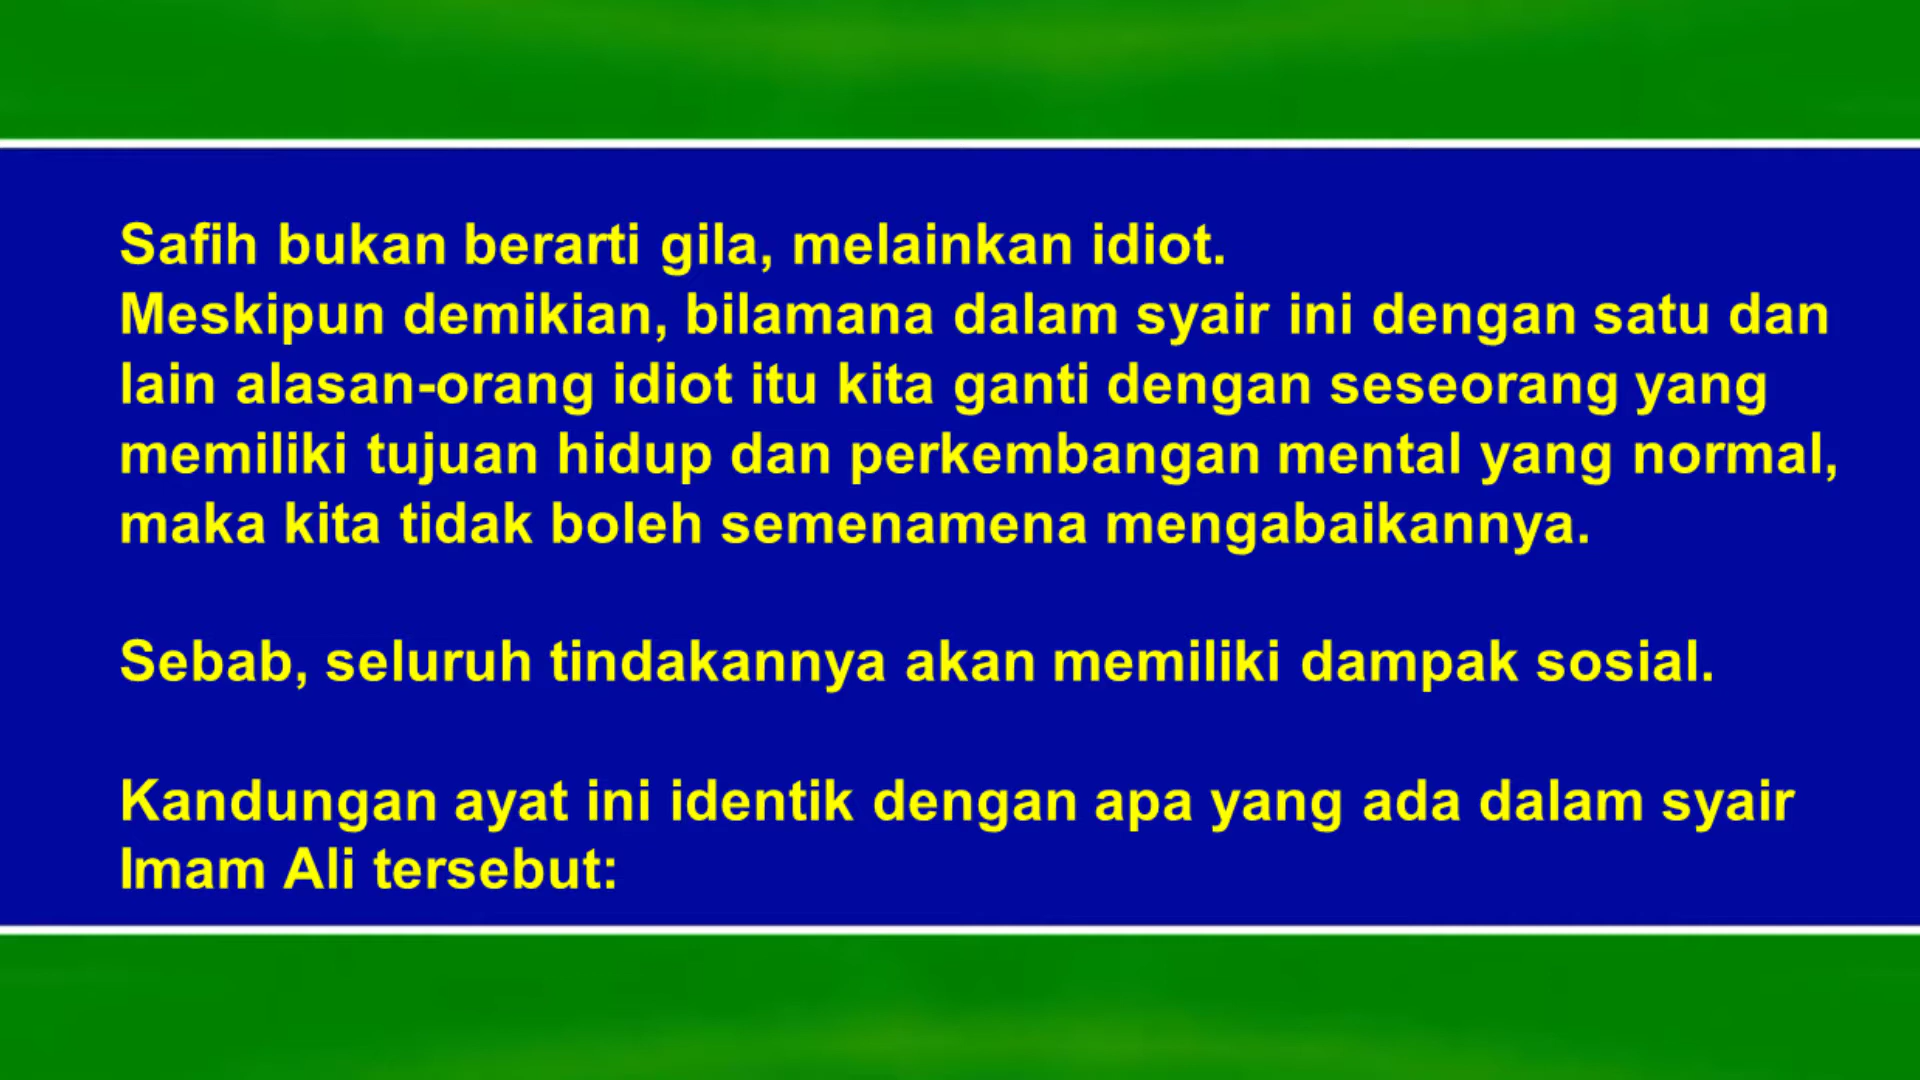 Safih bukan berarti gila, melainkan idiot.
Meskipun demikian, bilamana dalam syair ini dengan satu dan
lain alasan-orang idiot itu kita ganti dengan seseorang yang
memiliki tujuan hidup dan perkembangan mental yang normal,
maka kita tidak boleh semenamena mengabaikannya.
Sebab, seluruh tindakannya akan memiliki dampak sosial.
Kandungan ayat ini identik dengan apa yang ada dalam syair
Imam Ali tersebut: